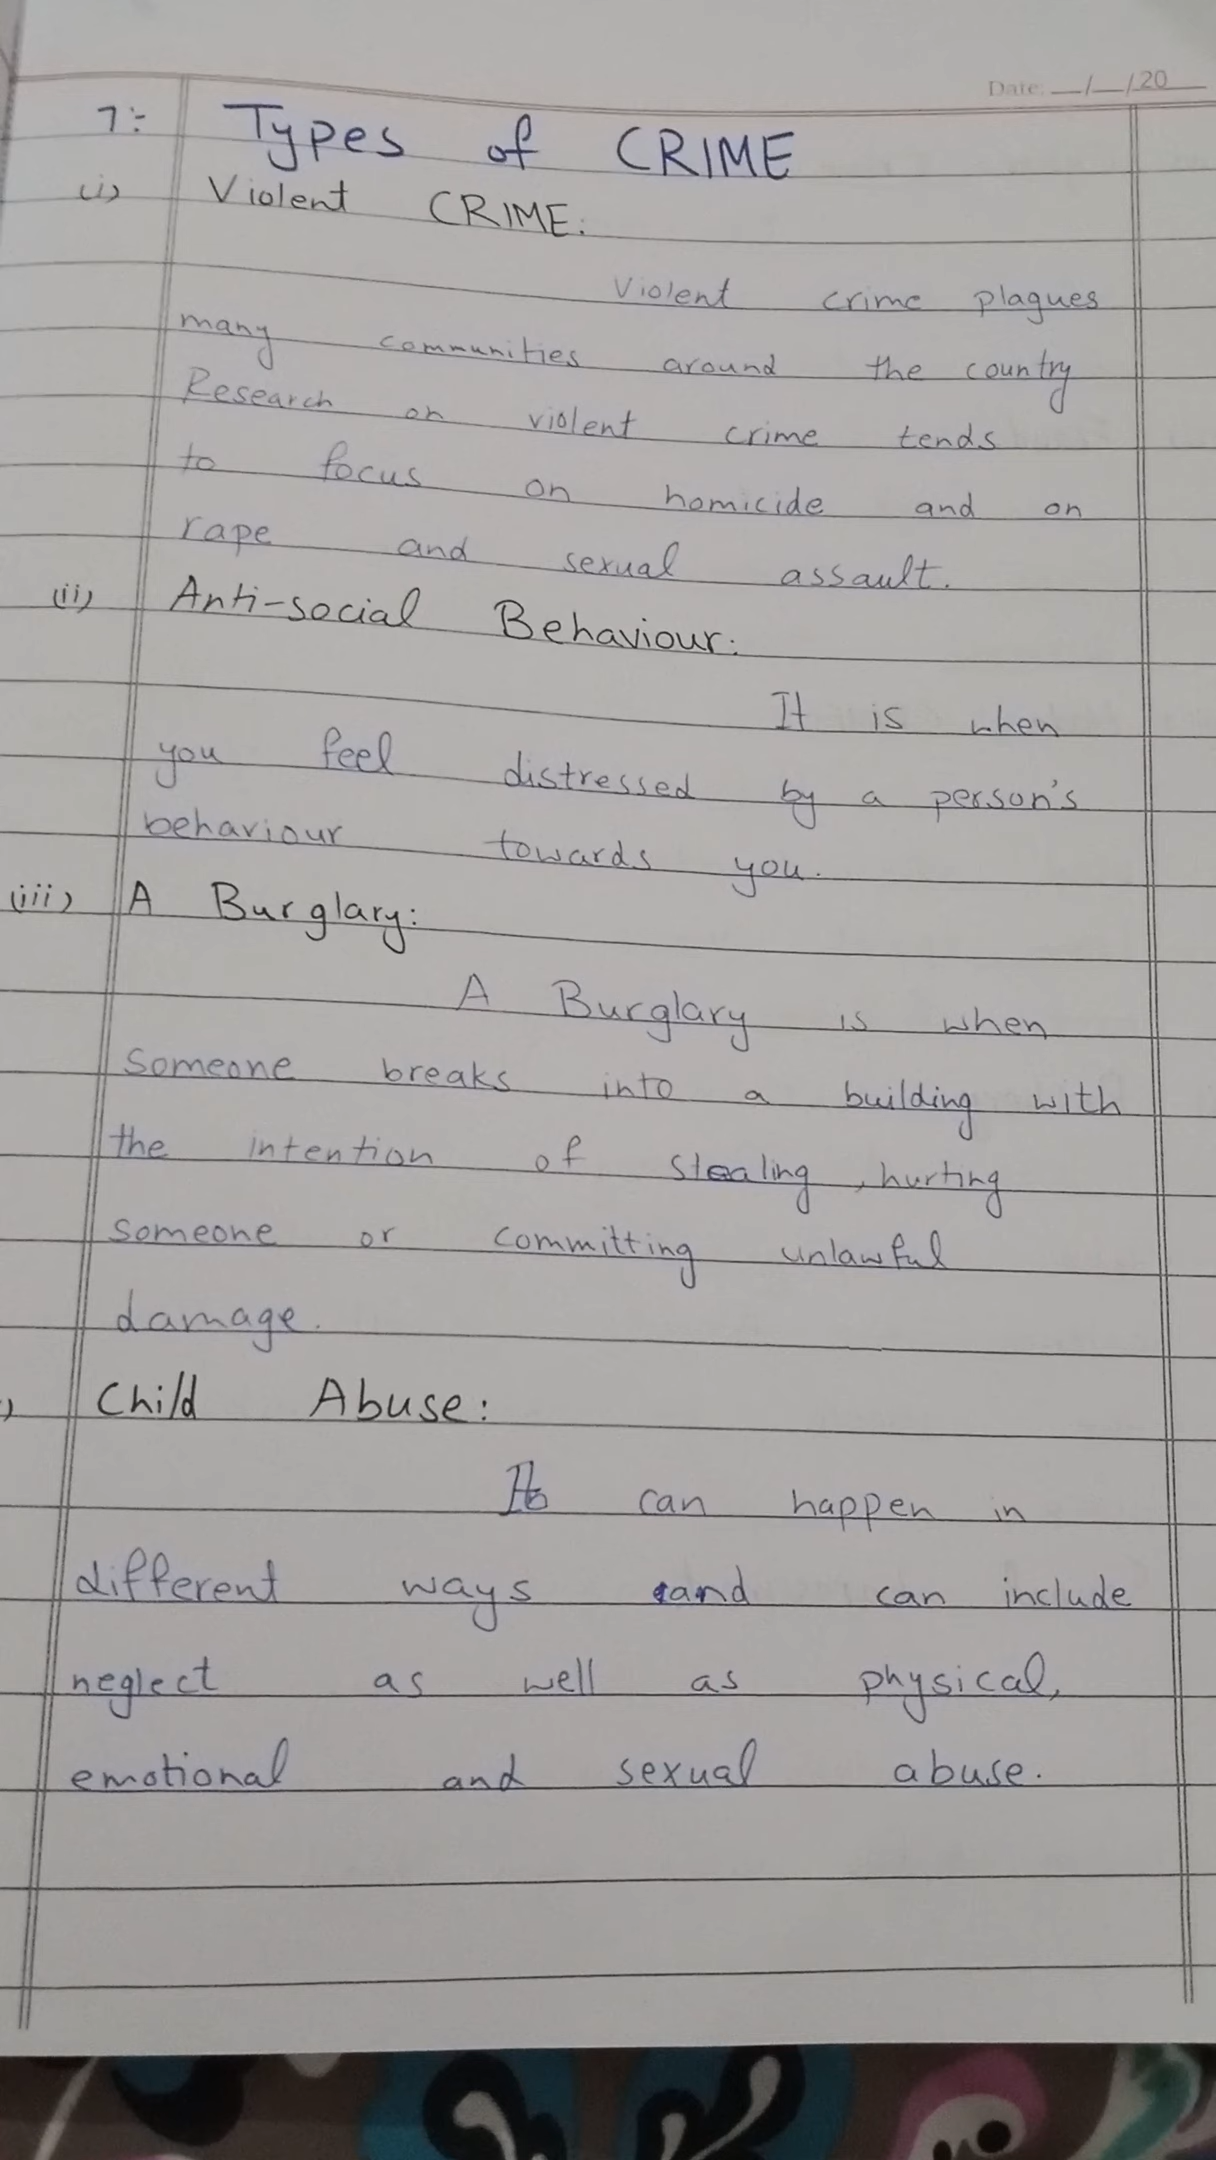 Date: __/__/20__
7:- Types of CRIME
(i) Violent CRIME:
Violent crime plagues
many communities around the country
Research on violent crime tends
to focus on homicide and on
rape and sexual assault.
(ii) Anti-social Behaviour:
It is when
you feel distressed by a person's
behaviour towards you.
(iii) A Burglary:
A Burglary is when
someone breaks into a building with
the intention of stealing, hurting
someone or committing unlawful
damage.
) Child Abuse:
It can happen in
different ways and can include
neglect as well as physical,
emotional and sexual abuse.